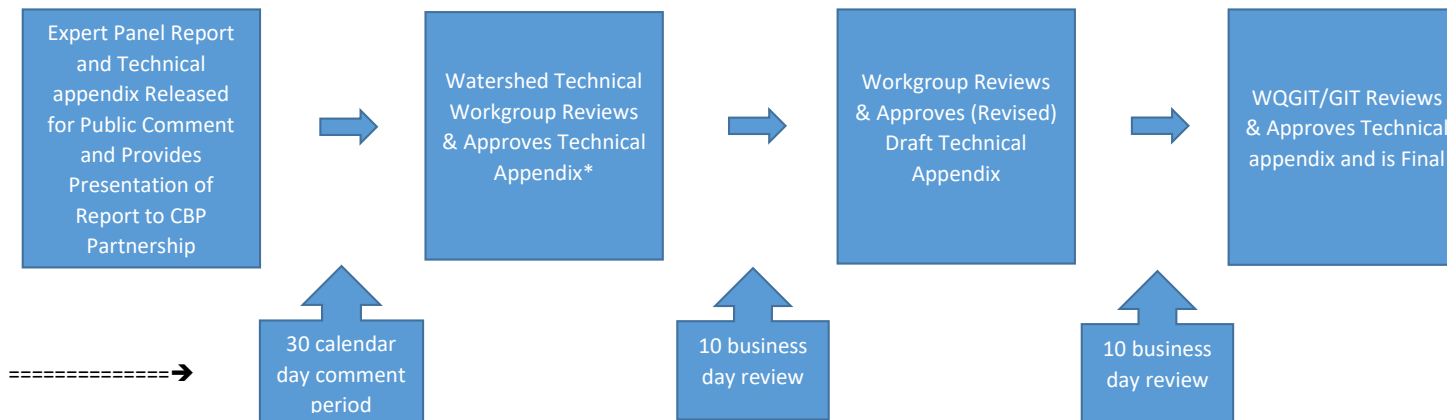 Expert Panel Report
and Technical
appendix Released
for Public Comment
and Provides
Presentation of
Report to CBP
Partnership
Watershed Technical
Workgroup Reviews
& Approves Technical
Appendix*
Workgroup Reviews
& Approves (Revised)
Draft Technical
Appendix
WQGIT/GIT Reviews
& Approves Technical
appendix and is Final
==============➔
30 calendar
day comment
period
10 business
day review
10 business
day review